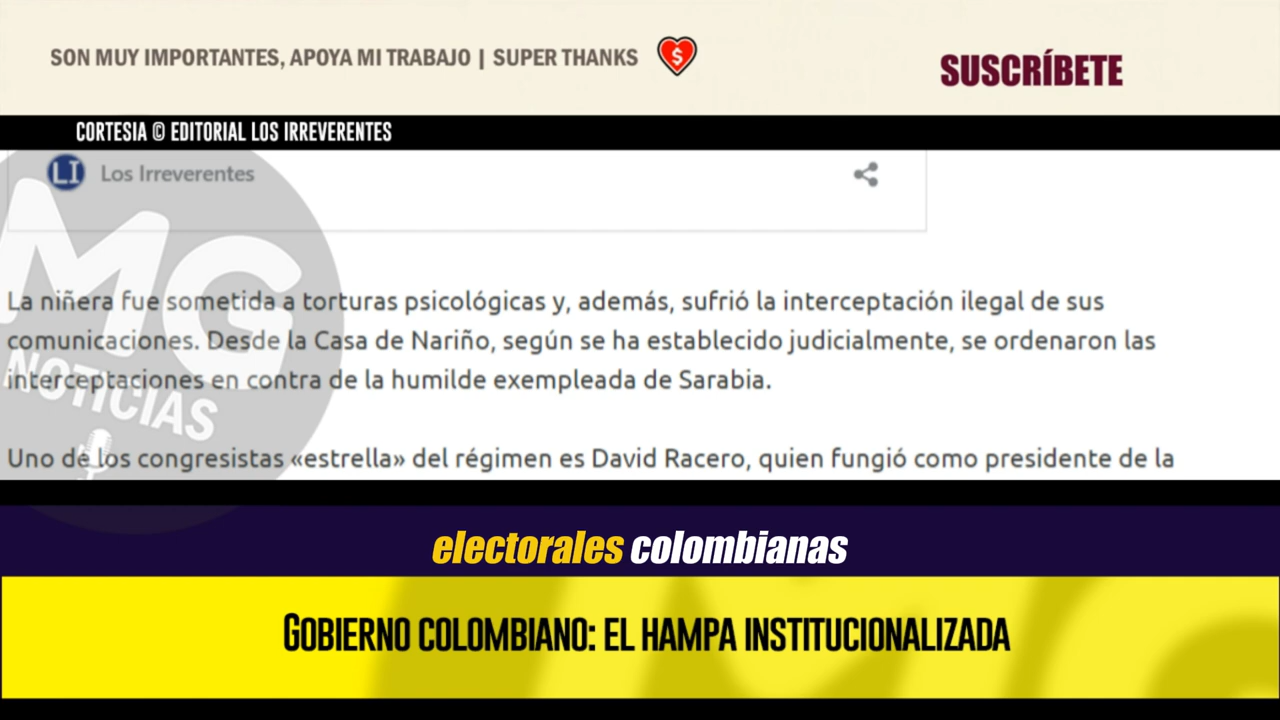 SON MUY IMPORTANTES, APOYA MI TRABAJO | SUPER THANKS $
SUSCRÍBETE
CORTESIA © EDITORIAL LOS IRREVERENTES
LI Los Irreverentes
La niñera fue sometida a torturas psicológicas y, además, sufrió la interceptación ilegal de sus
comunicaciones. Desde la Casa de Nariño, según se ha establecido judicialmente, se ordenaron las
interceptaciones en contra de la humilde exempleada de Sarabia.
Uno de los congresistas «estrella» del régimen es David Racero, quien fungió como presidente de la
MG
NOTICIAS
electorales colombianas
GOBIERNO COLOMBIANO: EL HAMPA INSTITUCIONALIZADA